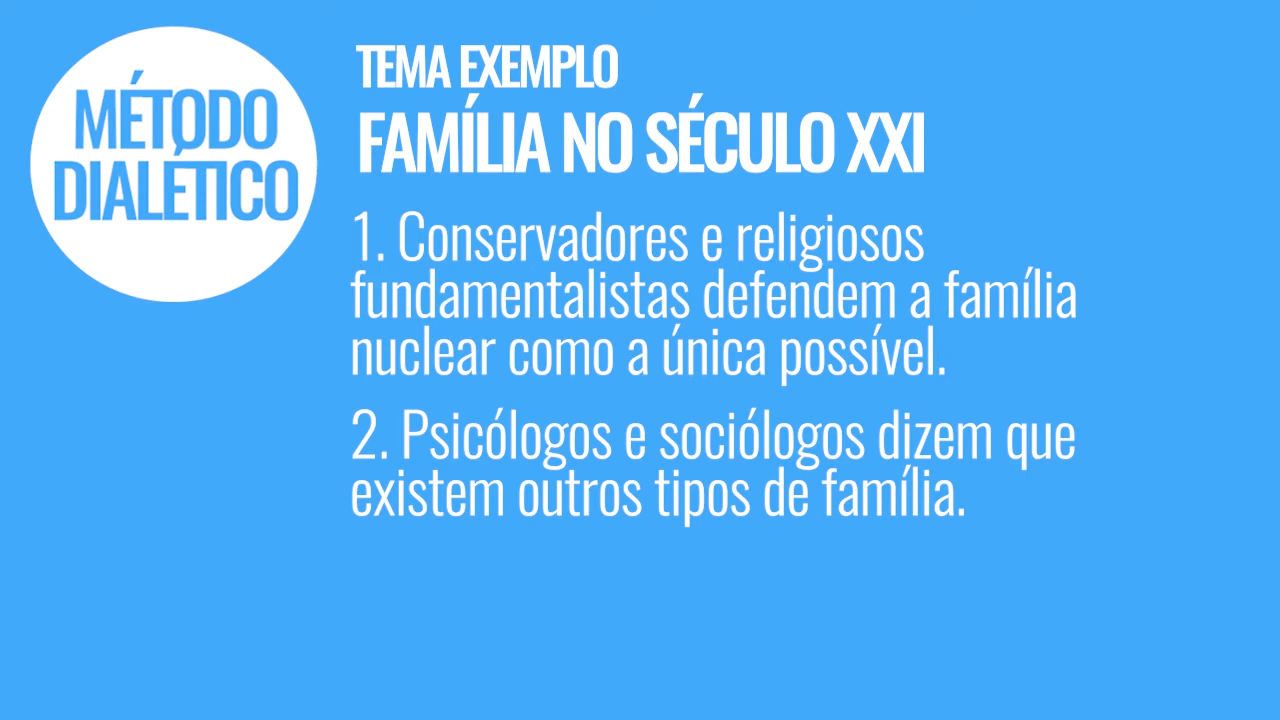 MÉTODO
DIALÉTICO
TEMA EXEMPLO
FAMÍLIA NO SÉCULO XXI
1. Conservadores e religiosos
fundamentalistas defendem a família
nuclear como a única possível.
2. Psicólogos e sociólogos dizem que
existem outros tipos de família.